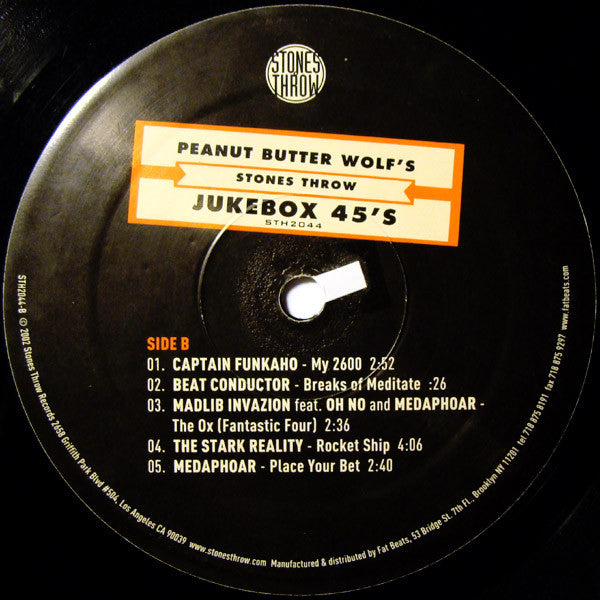 STONES
THROW
PEANUT BUTTER WOLF'S
STONES THROW
JUKEBOX 45'S
STH2044
SIDE B
01. CAPTAIN FUNKAHO - My 2600 2:52
02. BEAT CONDUCTOR - Breaks of Meditate :26
03. MADLIB INVAZION feat. OH NO and MEDAPHOAR -
The Ox (Fantastic Four) 2:36
04. THE STARK REALITY - Rocket Ship 4:06
05. MEDAPHOAR - Place Your Bet 2:40
STH2044-B © 2002 Stones Throw Records 2658 Griffith Park Blvd #504, Los Angeles CA 90039 www.stonesthrow.com Manufactured & distributed by Fat Beats, 53 Bridge St. 7th Fl. Brooklyn NY 11201 tel 718 875 8191 fax 718 875 9297 www.fatbeats.com